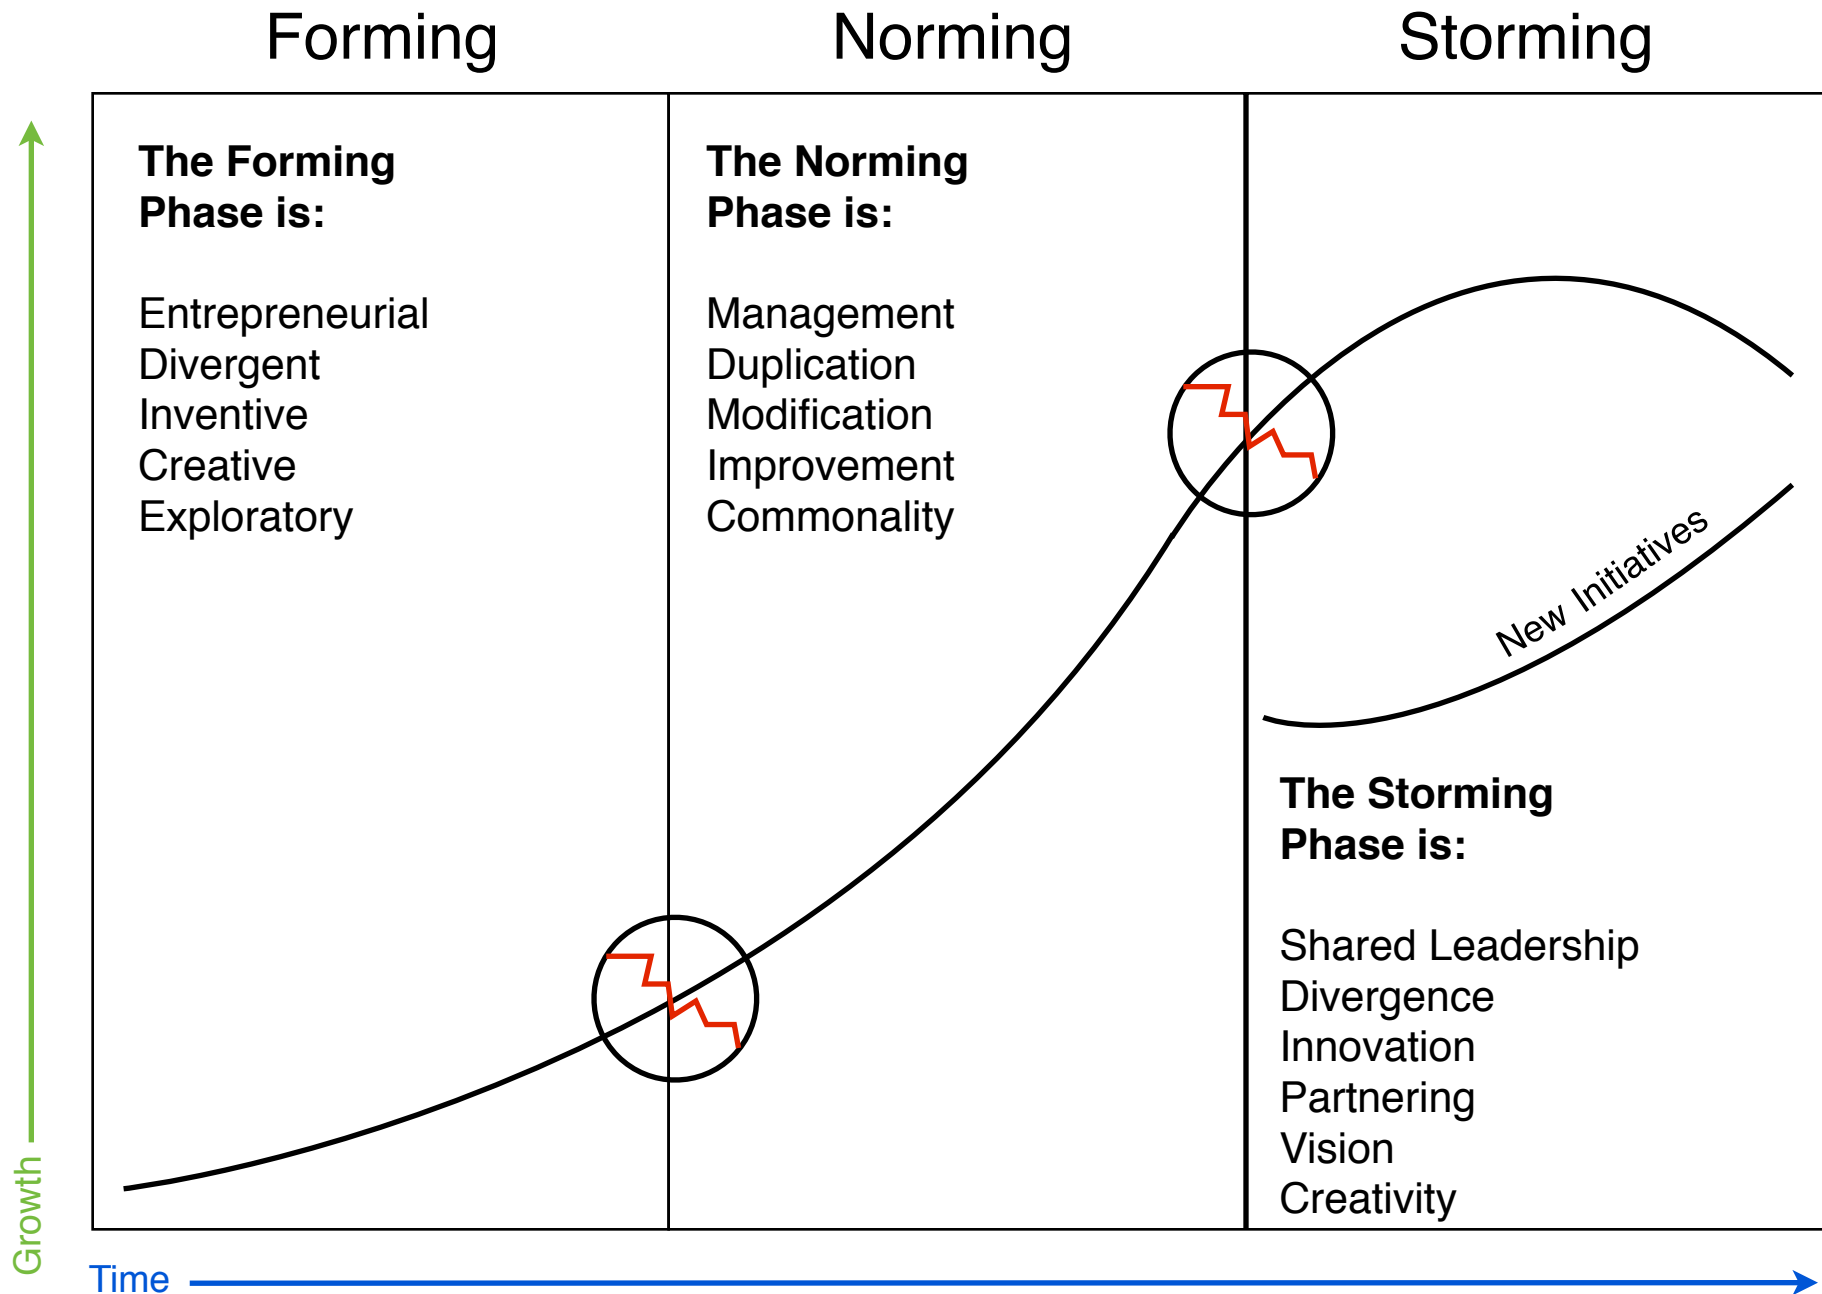 Forming
Norming
Storming
The Forming
Phase is:
Entrepreneurial
Divergent
Inventive
Creative
Exploratory
The Norming
Phase is:
Management
Duplication
Modification
Improvement
Commonality
New Initiatives
The Storming
Phase is:
Shared Leadership
Divergence
Innovation
Partnering
Vision
Creativity
Growth
Time